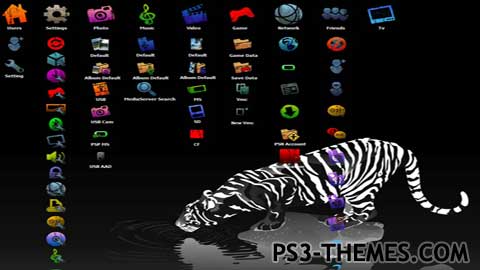 Users Settings Photo Music Video Game Network Friends Tv
Default Default Default Game Data
Setting Album Default Album Default Album Default Save Data
USB MediaServer Search MS Vmc
USB Cam SD New Vmc
PSP MS CF PSN Account
USB AAD
PS3-THEMES.COM